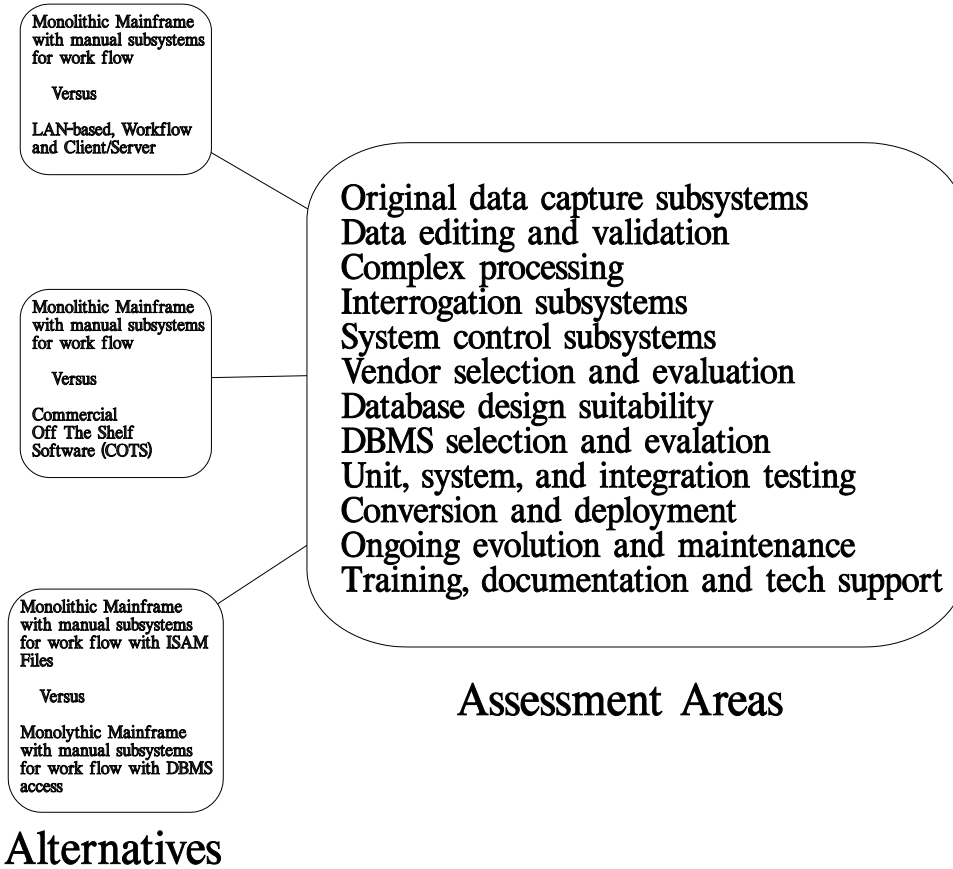 Monolithic Mainframe
with manual subsystems
for work flow
Versus
LAN-based, Workflow
and Client/Server
Monolithic Mainframe
with manual subsystems
for work flow
Versus
Commercial
Off The Shelf
Software (COTS)
Monolithic Mainframe
with manual subsystems
for work flow with ISAM
Files
Versus
Monolythic Mainframe
with manual subsystems
for work flow with DBMS
access
Alternatives
Original data capture subsystems
Data editing and validation
Complex processing
Interrogation subsystems
System control subsystems
Vendor selection and evaluation
Database design suitability
DBMS selection and evalation
Unit, system, and integration testing
Conversion and deployment
Ongoing evolution and maintenance
Training, documentation and tech support
Assessment Areas